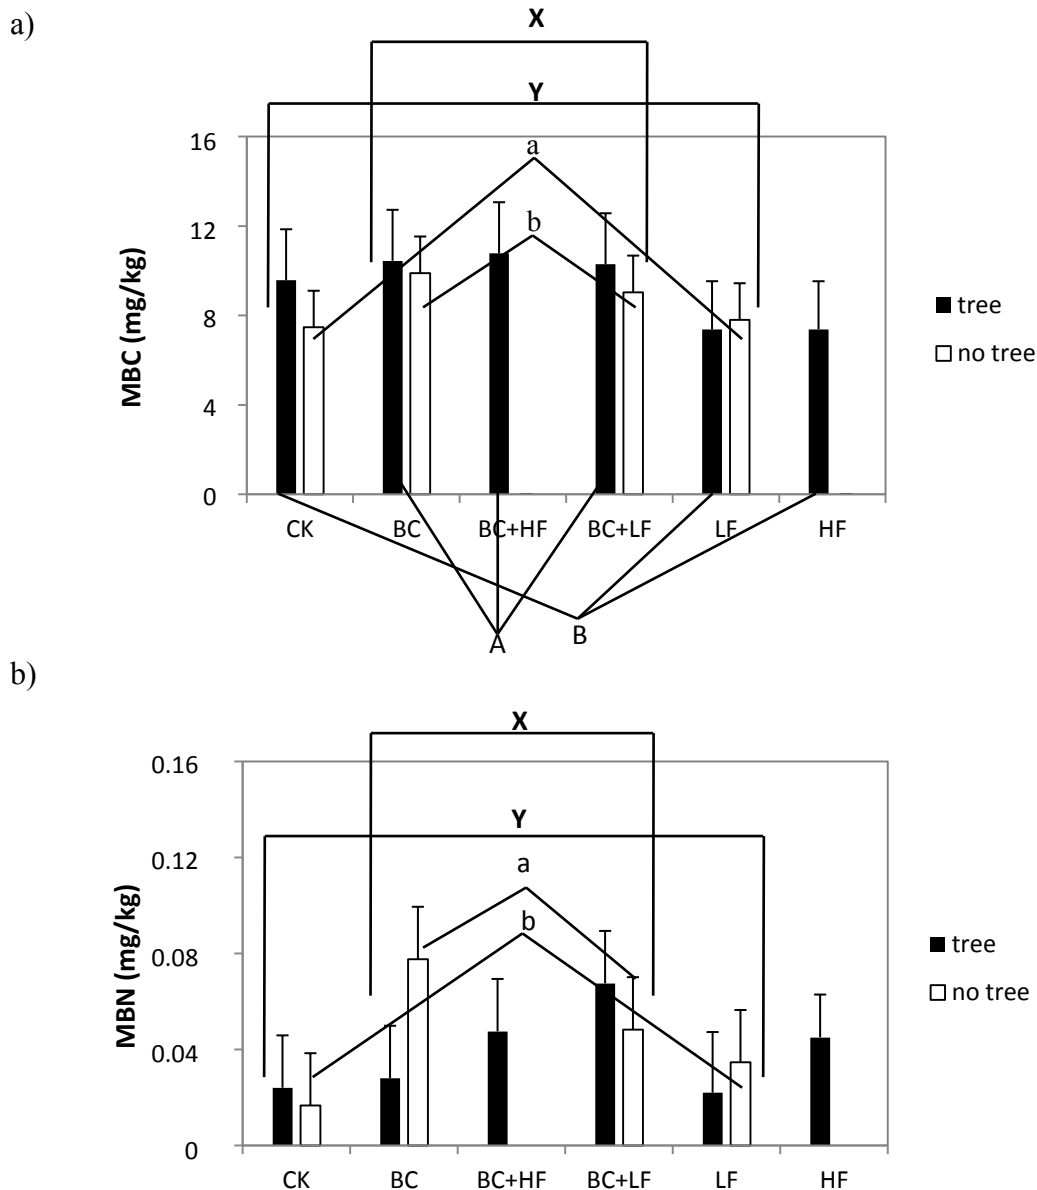 a)
X
Y
a
b
16
12
8
4
0
MBC (mg/kg)
tree
no tree
CK BC BC+HF BC+LF LF HF
A B
b)
X
Y
a
b
0.16
0.12
0.08
0.04
0
MBN (mg/kg)
tree
no tree
CK BC BC+HF BC+LF LF HF